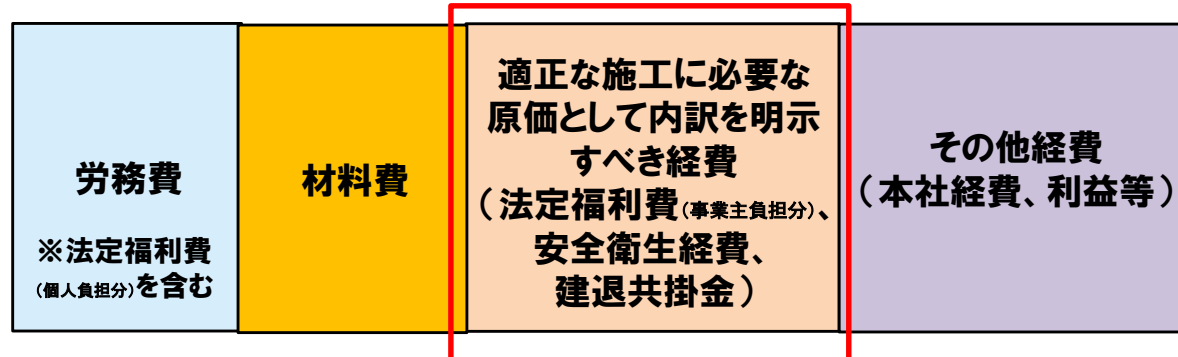 労務費
※法定福利費
(個人負担分)を含む
材料費
適正な施工に必要な
原価として内訳を明示
すべき経費
(法定福利費(事業主負担分)、
安全衛生経費、
建退共掛金)
その他経費
(本社経費、利益等)